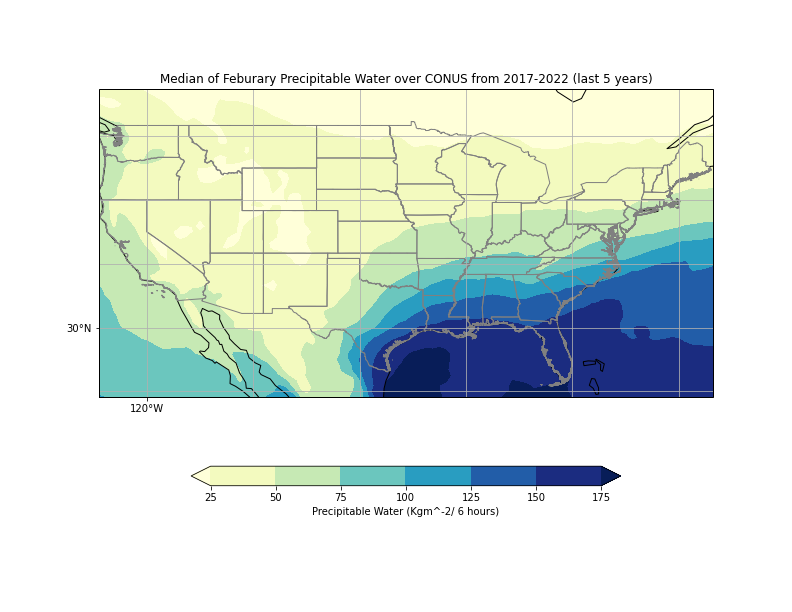 Median of Feburary Precipitable Water over CONUS from 2017-2022 (last 5 years)
30°N
120°W
25 50 75 100 125 150 175
Precipitable Water (Kgm^-2/ 6 hours)